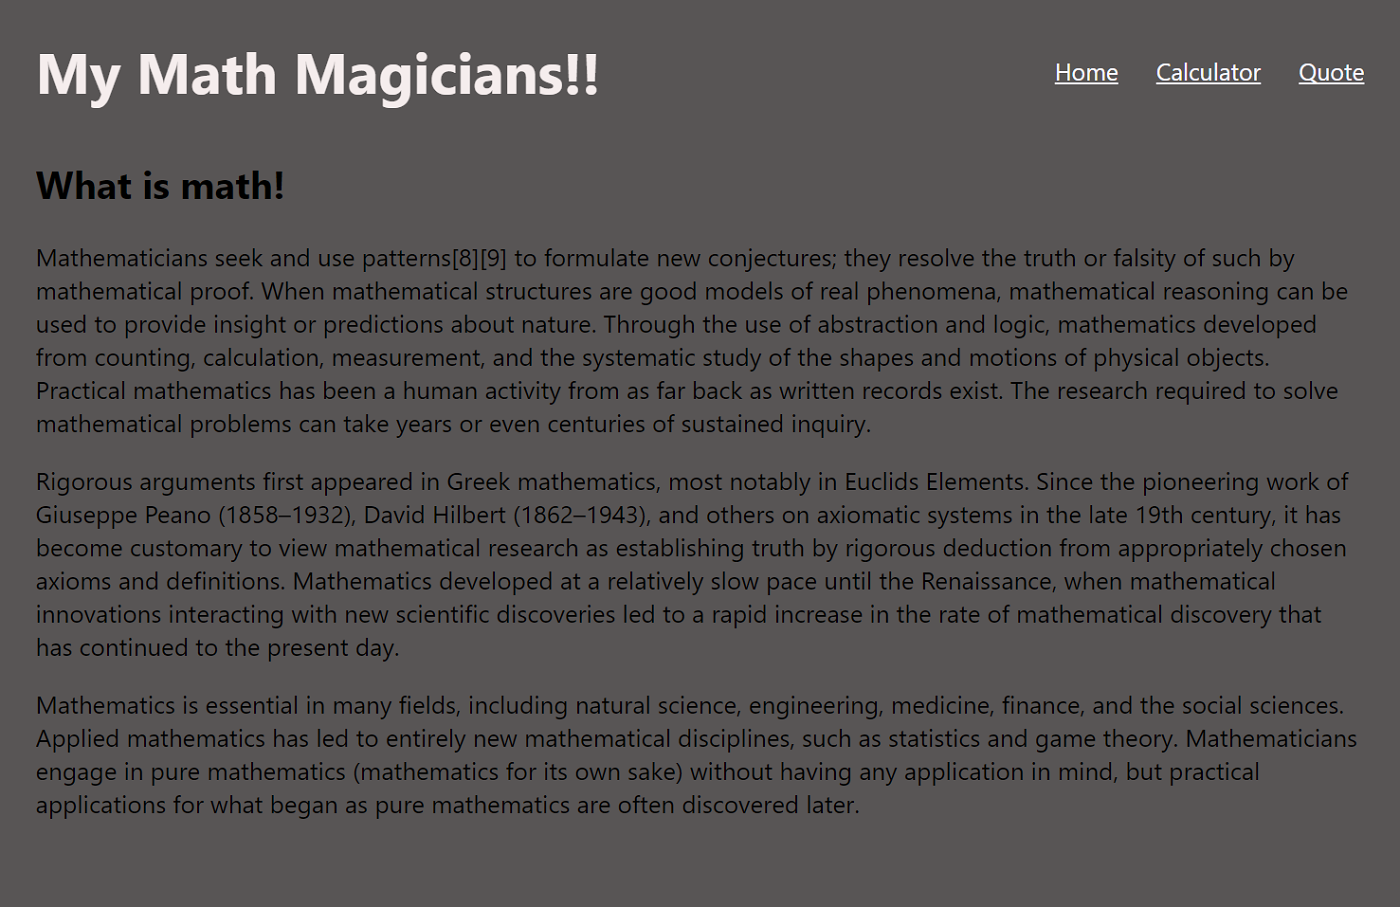 My Math Magicians!!
Home Calculator Quote
What is math!
Mathematicians seek and use patterns[8][9] to formulate new conjectures; they resolve the truth or falsity of such by
mathematical proof. When mathematical structures are good models of real phenomena, mathematical reasoning can be
used to provide insight or predictions about nature. Through the use of abstraction and logic, mathematics developed
from counting, calculation, measurement, and the systematic study of the shapes and motions of physical objects.
Practical mathematics has been a human activity from as far back as written records exist. The research required to solve
mathematical problems can take years or even centuries of sustained inquiry.
Rigorous arguments first appeared in Greek mathematics, most notably in Euclids Elements. Since the pioneering work of
Giuseppe Peano (1858–1932), David Hilbert (1862–1943), and others on axiomatic systems in the late 19th century, it has
become customary to view mathematical research as establishing truth by rigorous deduction from appropriately chosen
axioms and definitions. Mathematics developed at a relatively slow pace until the Renaissance, when mathematical
innovations interacting with new scientific discoveries led to a rapid increase in the rate of mathematical discovery that
has continued to the present day.
Mathematics is essential in many fields, including natural science, engineering, medicine, finance, and the social sciences.
Applied mathematics has led to entirely new mathematical disciplines, such as statistics and game theory. Mathematicians
engage in pure mathematics (mathematics for its own sake) without having any application in mind, but practical
applications for what began as pure mathematics are often discovered later.